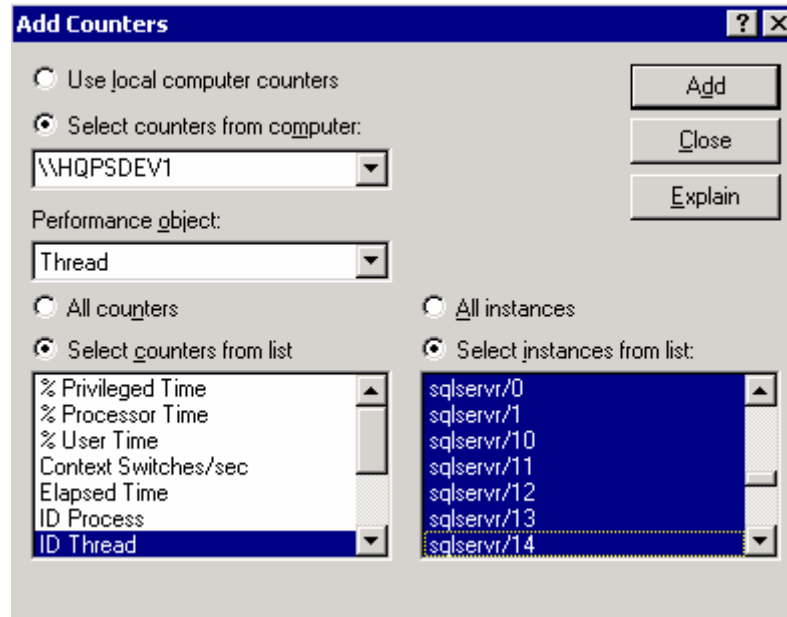 Add Counters
Use local computer counters
Add
Select counters from computer:
Close
\\HQPSDEV1
Explain
Performance object:
Thread
All counters
All instances
Select counters from list
Select instances from list:
% Privileged Time
% Processor Time
% User Time
Context Switches/sec
Elapsed Time
ID Process
ID Thread
sqlservr/0
sqlservr/1
sqlservr/10
sqlservr/11
sqlservr/12
sqlservr/13
sqlservr/14